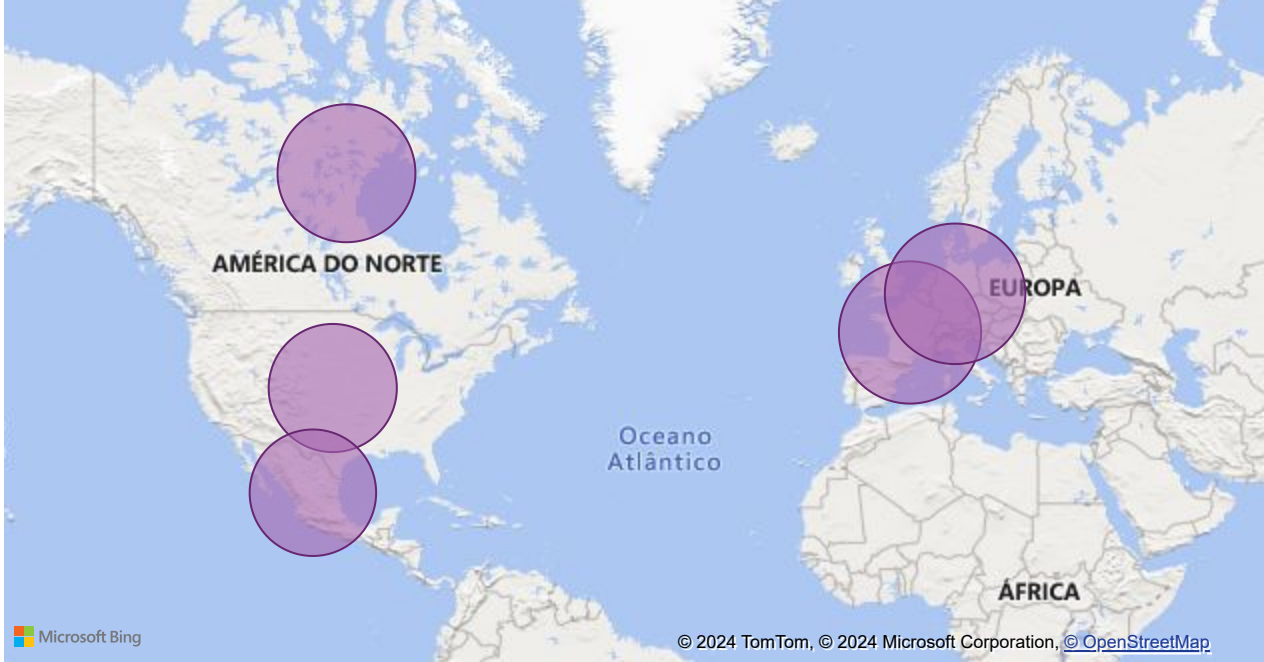 AMÉRICA DO NORTE
EUROPA
Oceano
Atlântico
ÁFRICA
Microsoft Bing
© 2024 TomTom, © 2024 Microsoft Corporation, © OpenStreetMap